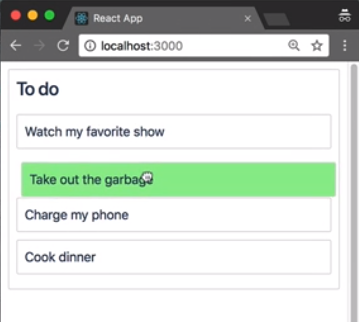 React App
localhost:3000
To do
Watch my favorite show
Take out the garbage
Charge my phone
Cook dinner